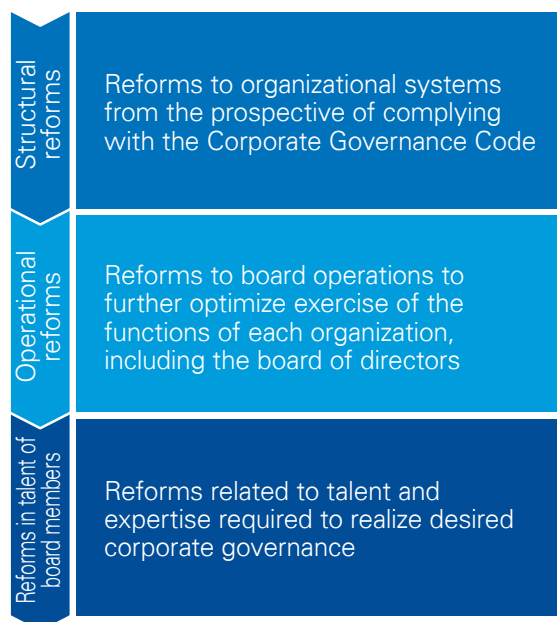 Structural
reforms
Reforms to organizational systems
from the prospective of complying
with the Corporate Governance Code
Operational
reforms
Reforms to board operations to
further optimize exercise of the
functions of each organization,
including the board of directors
Reforms in talent of
board members
Reforms related to talent and
expertise required to realize desired
corporate governance